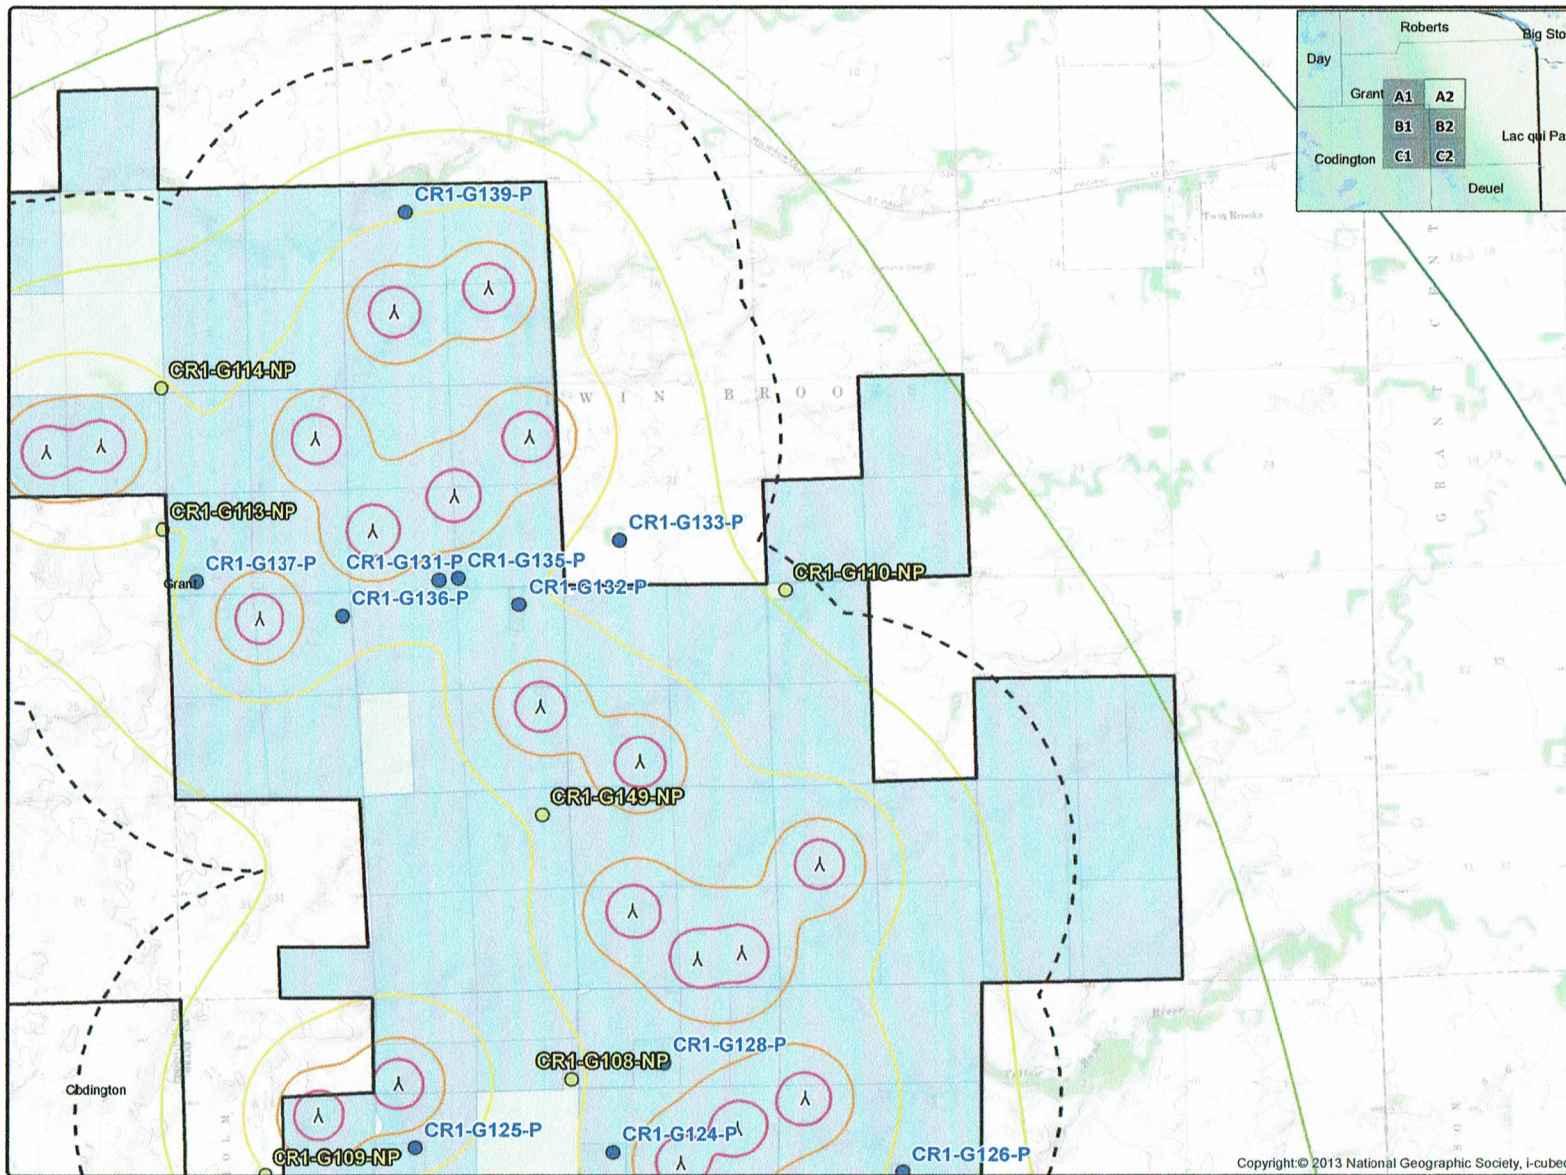 Roberts
Big Sto
Day
Grant
A1
A2
B1
B2
Lac qui Pa
Codington
C1
C2
Deuel
CR1-G139-P
Twin Brooks
CR1-G114-NP
W I N B R O O K S
G R A N T C E N T
CR1-G113-NP
CR1-G133-P
CR1-G137-P
CR1-G131-P
CR1-G135-P
CR1-G110-NP
Grant
CR1-G136-P
CR1-G132-P
CR1-G149-NP
CR1-G128-P
CR1-G108-NP
Codington
CR1-G125-P
CR1-G124-P
CR1-G109-NP
CR1-G126-P
Copyright:© 2013 National Geographic Society, i-cubed